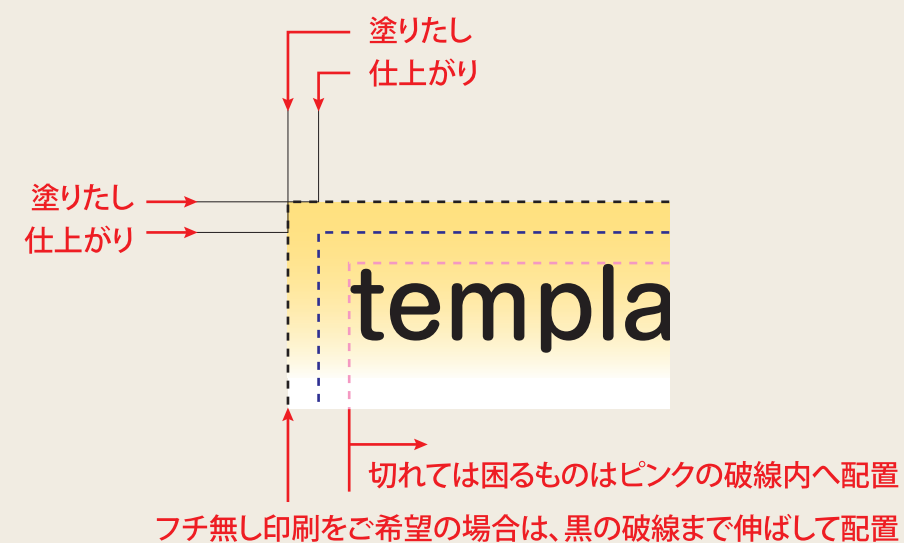 塗りたし
仕上がり
塗りたし
仕上がり
templa
切れては困るものはピンクの破線内へ配置
フチ無し印刷をご希望の場合は、黒の破線まで伸ばして配置